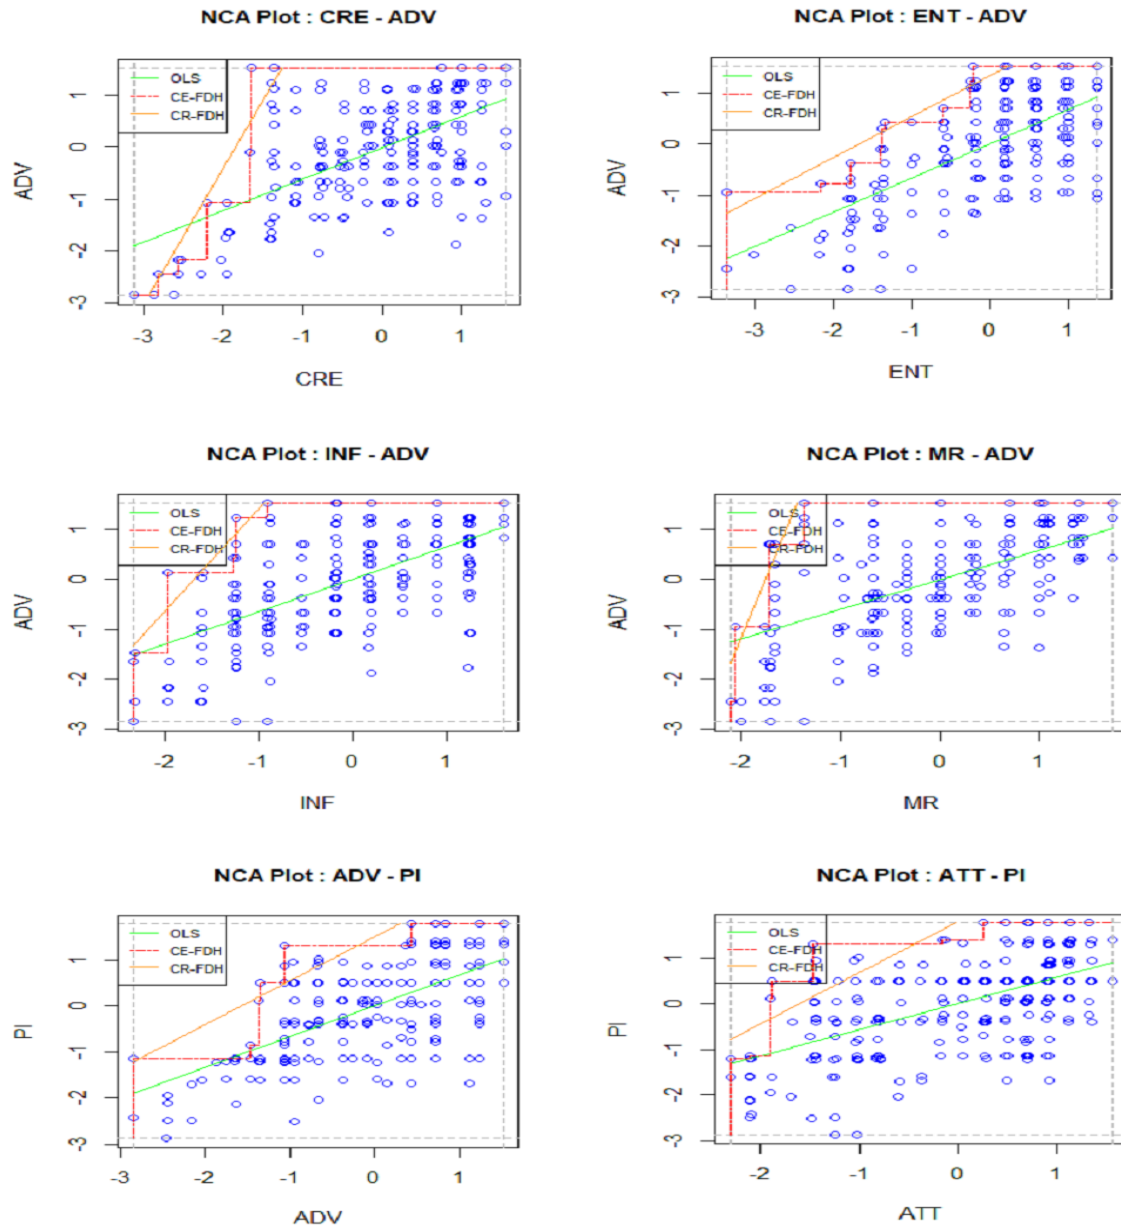 NCA Plot : CRE - ADV
OLS
CE-FDH
CR-FDH
ADV
1
0
-1
-2
-3
-3 -2 -1 0 1
CRE
NCA Plot : ENT - ADV
OLS
CE-FDH
CR-FDH
ADV
1
0
-1
-2
-3
-3 -2 -1 0 1
ENT
NCA Plot : INF - ADV
OLS
CE-FDH
CR-FDH
ADV
1
0
-1
-2
-3
-2 -1 0 1
INF
NCA Plot : MR - ADV
OLS
CE-FDH
CR-FDH
ADV
1
0
-1
-2
-3
-2 -1 0 1
MR
NCA Plot : ADV - PI
OLS
CE-FDH
CR-FDH
PI
1
0
-1
-2
-3
-3 -2 -1 0 1
ADV
NCA Plot : ATT - PI
OLS
CE-FDH
CR-FDH
PI
1
0
-1
-2
-3
-2 -1 0 1
ATT